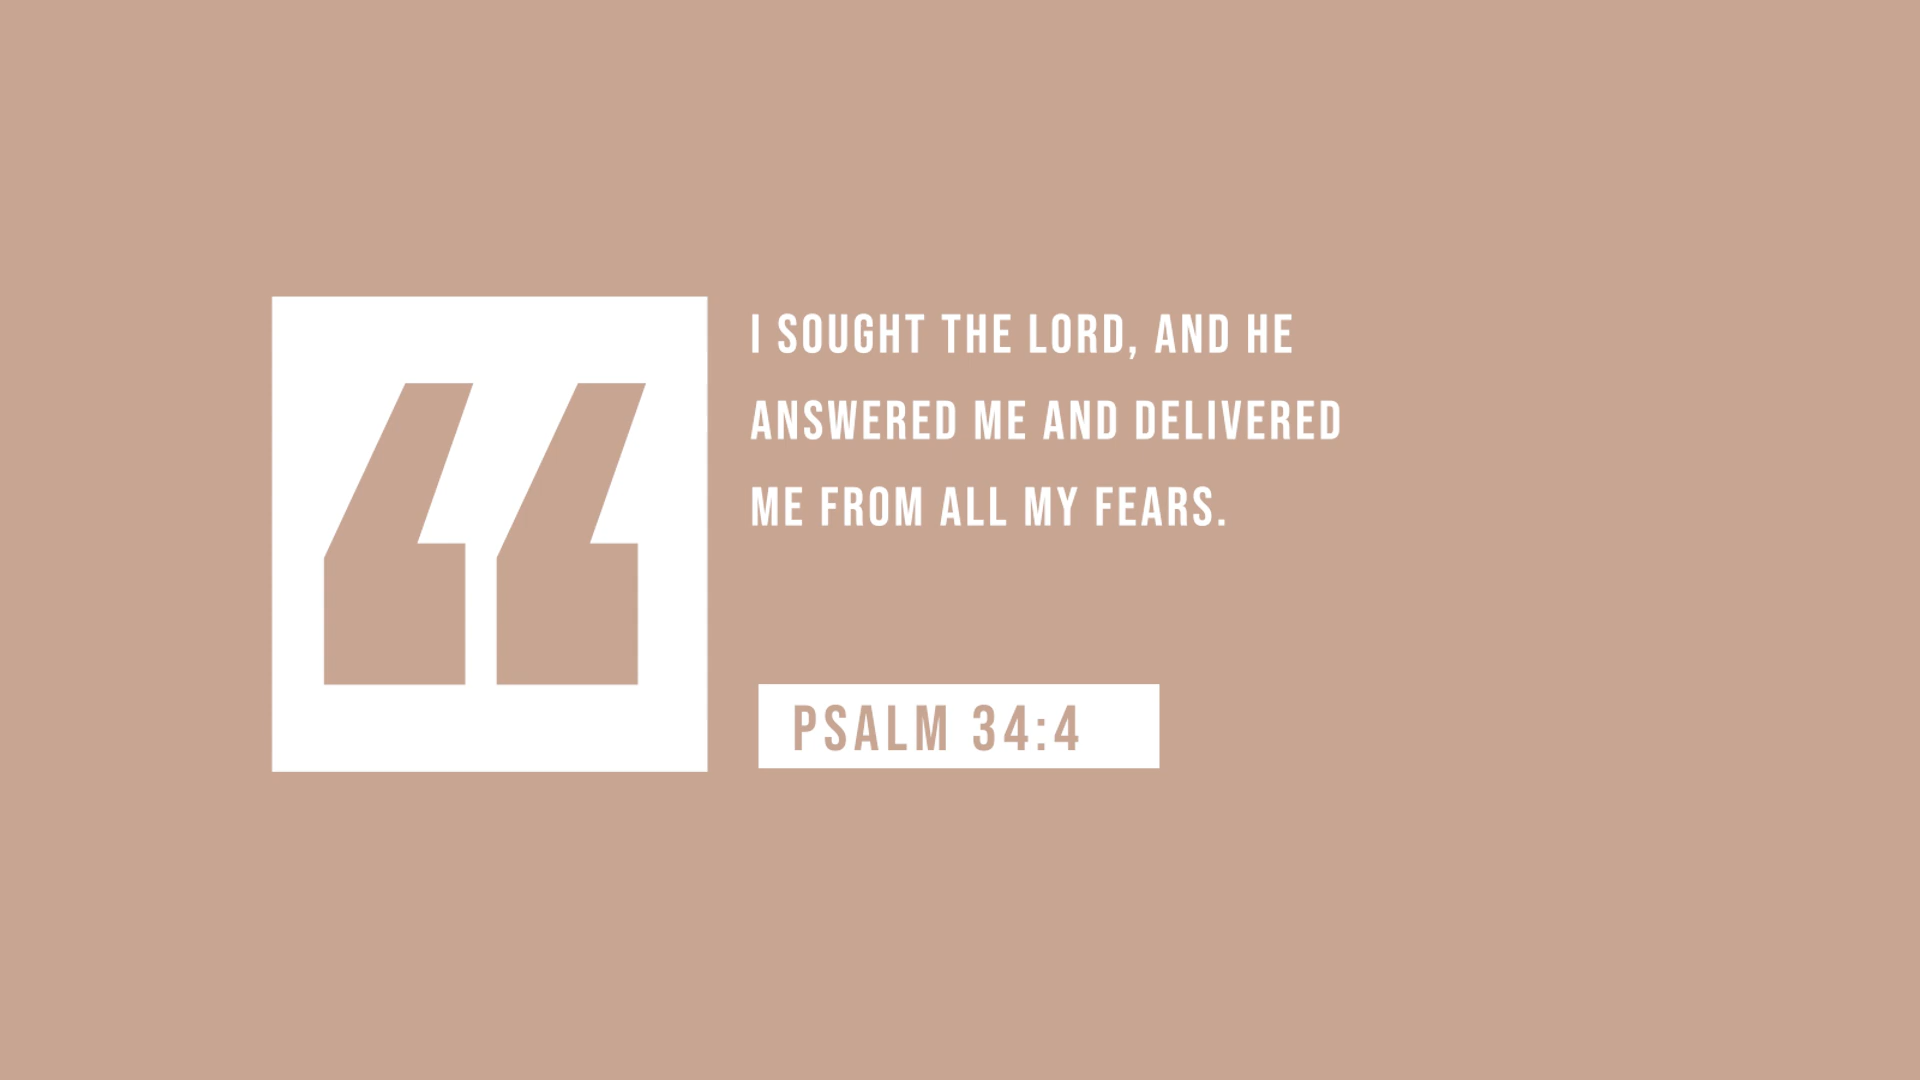 I SOUGHT THE LORD, AND HE
ANSWERED ME AND DELIVERED
ME FROM ALL MY FEARS.
PSALM 34:4